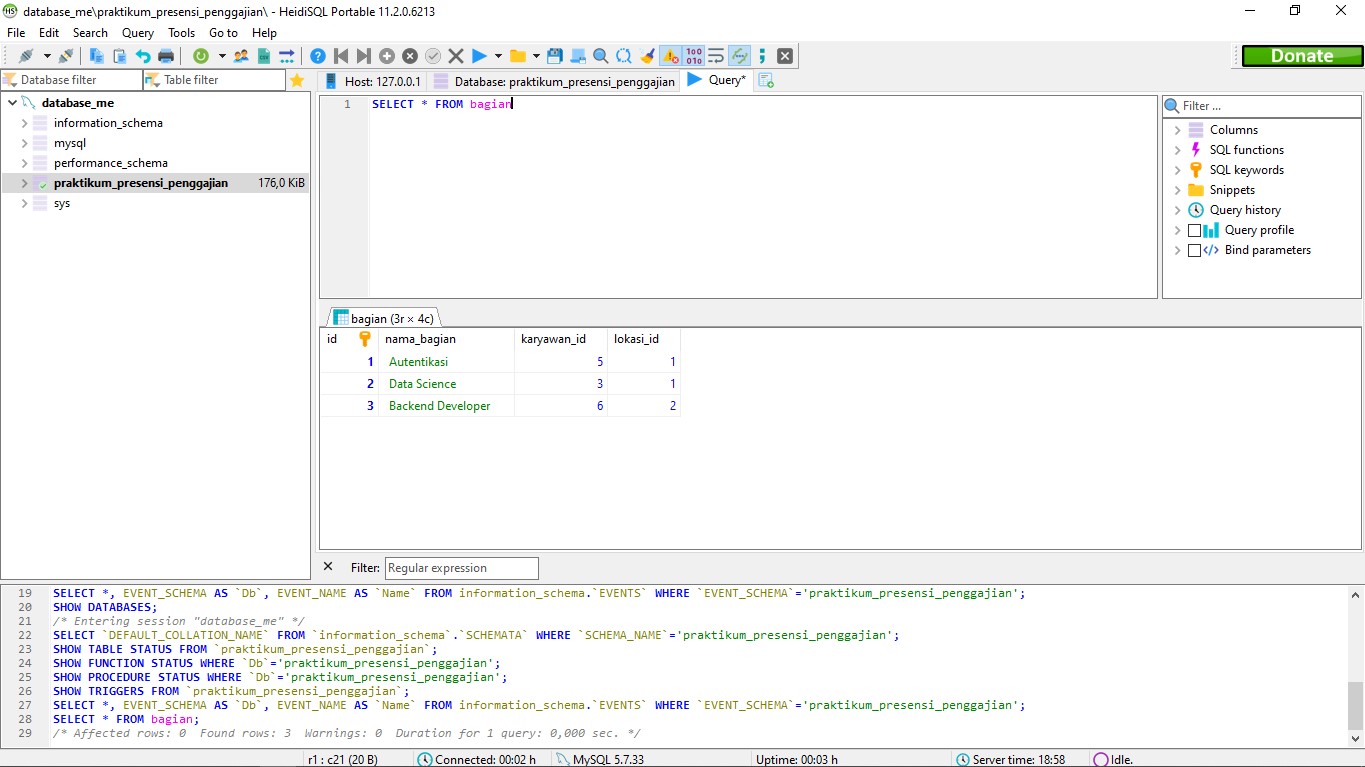 HS database_me\praktikum_presensi_penggajian\ - HeidiSQL Portable 11.2.0.6213
File Edit Search Query Tools Go to Help
Donate
Database filter Table filter Host: 127.0.0.1 Database: praktikum_presensi_penggajian Query*
database_me
information_schema
mysql
performance_schema
praktikum_presensi_penggajian 176,0 KiB
sys
1 SELECT * FROM bagian
Filter ...
Columns
SQL functions
SQL keywords
Snippets
Query history
Query profile
Bind parameters
bagian (3r × 4c)
id nama_bagian karyawan_id lokasi_id
1 Autentikasi 5 1
2 Data Science 3 1
3 Backend Developer 6 2
Filter: Regular expression
19 SELECT *, EVENT_SCHEMA AS `Db`, EVENT_NAME AS `Name` FROM information_schema.`EVENTS` WHERE `EVENT_SCHEMA`='praktikum_presensi_penggajian';
20 SHOW DATABASES;
21 /* Entering session "database_me" */
22 SELECT `DEFAULT_COLLATION_NAME` FROM `information_schema`.`SCHEMATA` WHERE `SCHEMA_NAME`='praktikum_presensi_penggajian';
23 SHOW TABLE STATUS FROM `praktikum_presensi_penggajian`;
24 SHOW FUNCTION STATUS WHERE `Db`='praktikum_presensi_penggajian';
25 SHOW PROCEDURE STATUS WHERE `Db`='praktikum_presensi_penggajian';
26 SHOW TRIGGERS FROM `praktikum_presensi_penggajian`;
27 SELECT *, EVENT_SCHEMA AS `Db`, EVENT_NAME AS `Name` FROM information_schema.`EVENTS` WHERE `EVENT_SCHEMA`='praktikum_presensi_penggajian';
28 SELECT * FROM bagian;
29 /* Affected rows: 0 Found rows: 3 Warnings: 0 Duration for 1 query: 0,000 sec. */
r1 : c21 (20 B) Connected: 00:02 h MySQL 5.7.33 Uptime: 00:03 h Server time: 18:58 Idle.